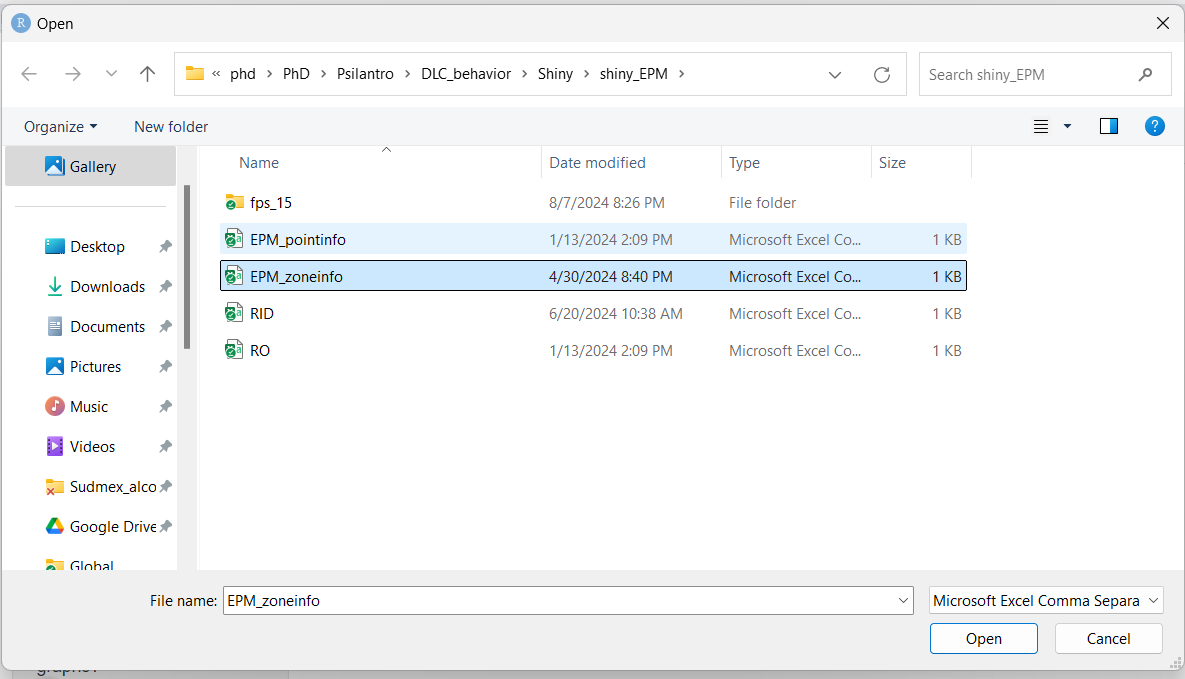 R Open
« phd > PhD > Psilantro > DLC_behavior > Shiny > shiny_EPM >
Search shiny_EPM
Organize
New folder
?
Gallery
Desktop
Downloads
Documents
Pictures
Music
Videos
Sudmex_alco
Google Drive
Global
Name Date modified Type Size
fps_15 8/7/2024 8:26 PM File folder
EPM_pointinfo 1/13/2024 2:09 PM Microsoft Excel Co... 1 KB
EPM_zoneinfo 4/30/2024 8:40 PM Microsoft Excel Co... 1 KB
RID 6/20/2024 10:38 AM Microsoft Excel Co... 1 KB
RO 1/13/2024 2:09 PM Microsoft Excel Co... 1 KB
File name: EPM_zoneinfo
Microsoft Excel Comma Separa
Open
Cancel